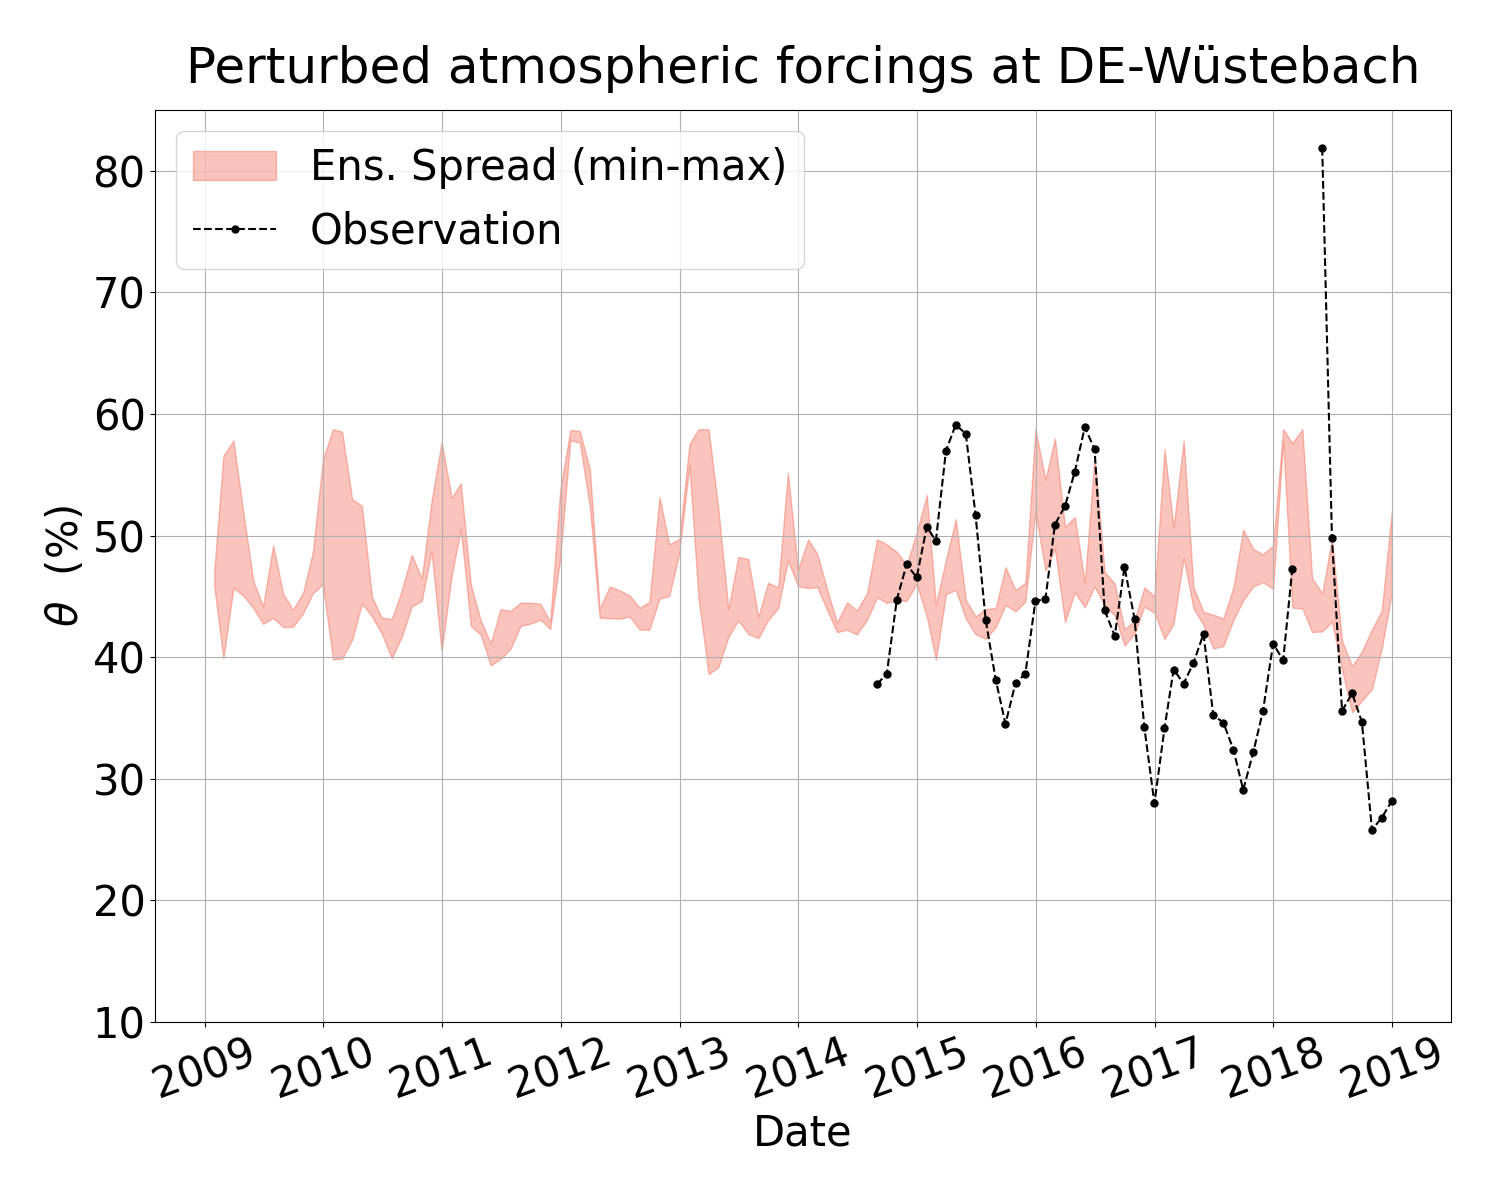 Perturbed atmospheric forcings at DE-Wüstebach
Ens. Spread (min-max)
Observation
80
70
60
50
40
30
20
10
θ (%)
2009 2010 2011 2012 2013 2014 2015 2016 2017 2018 2019
Date